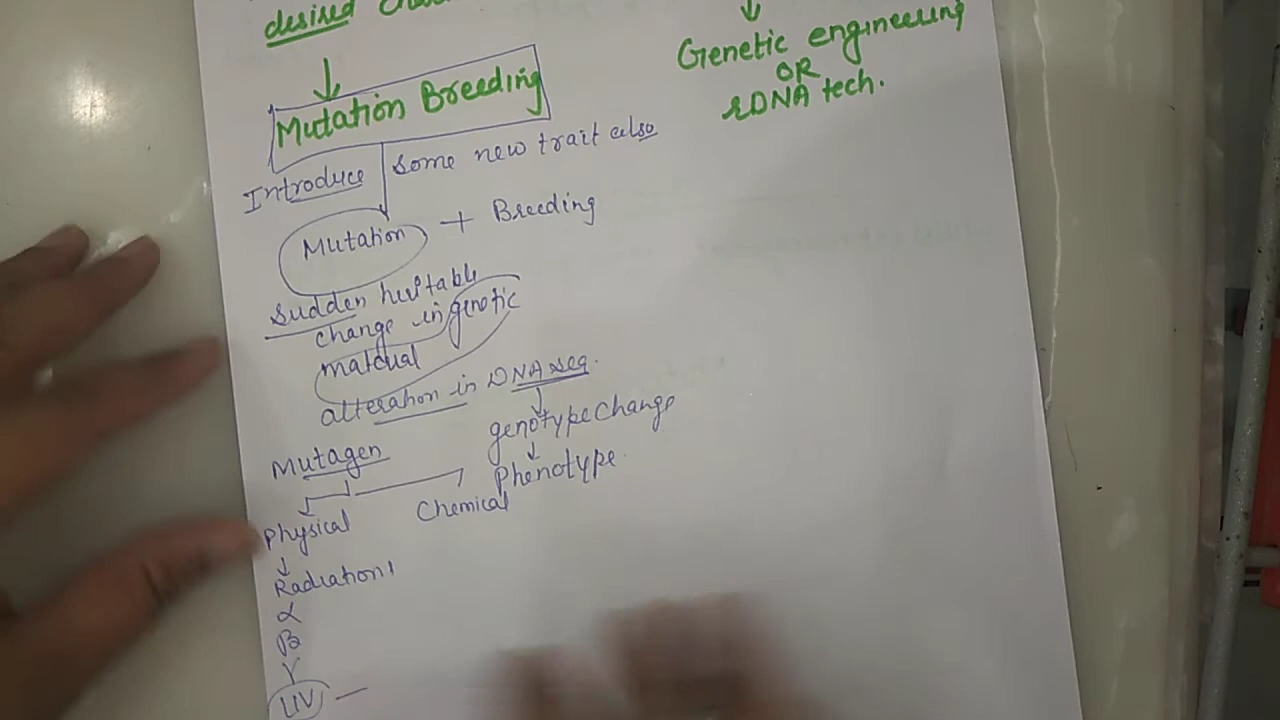 desired
Genetic engineering
OR
rDNA tech.
Mutation Breeding
Introduce some new trait also
Mutation + Breeding
Sudden heritable
change in genetic
material
alteration in DNA seq.
genotype change
Phenotype.
Mutagen
Physical
Chemical
Radiation
α
β
γ
UV